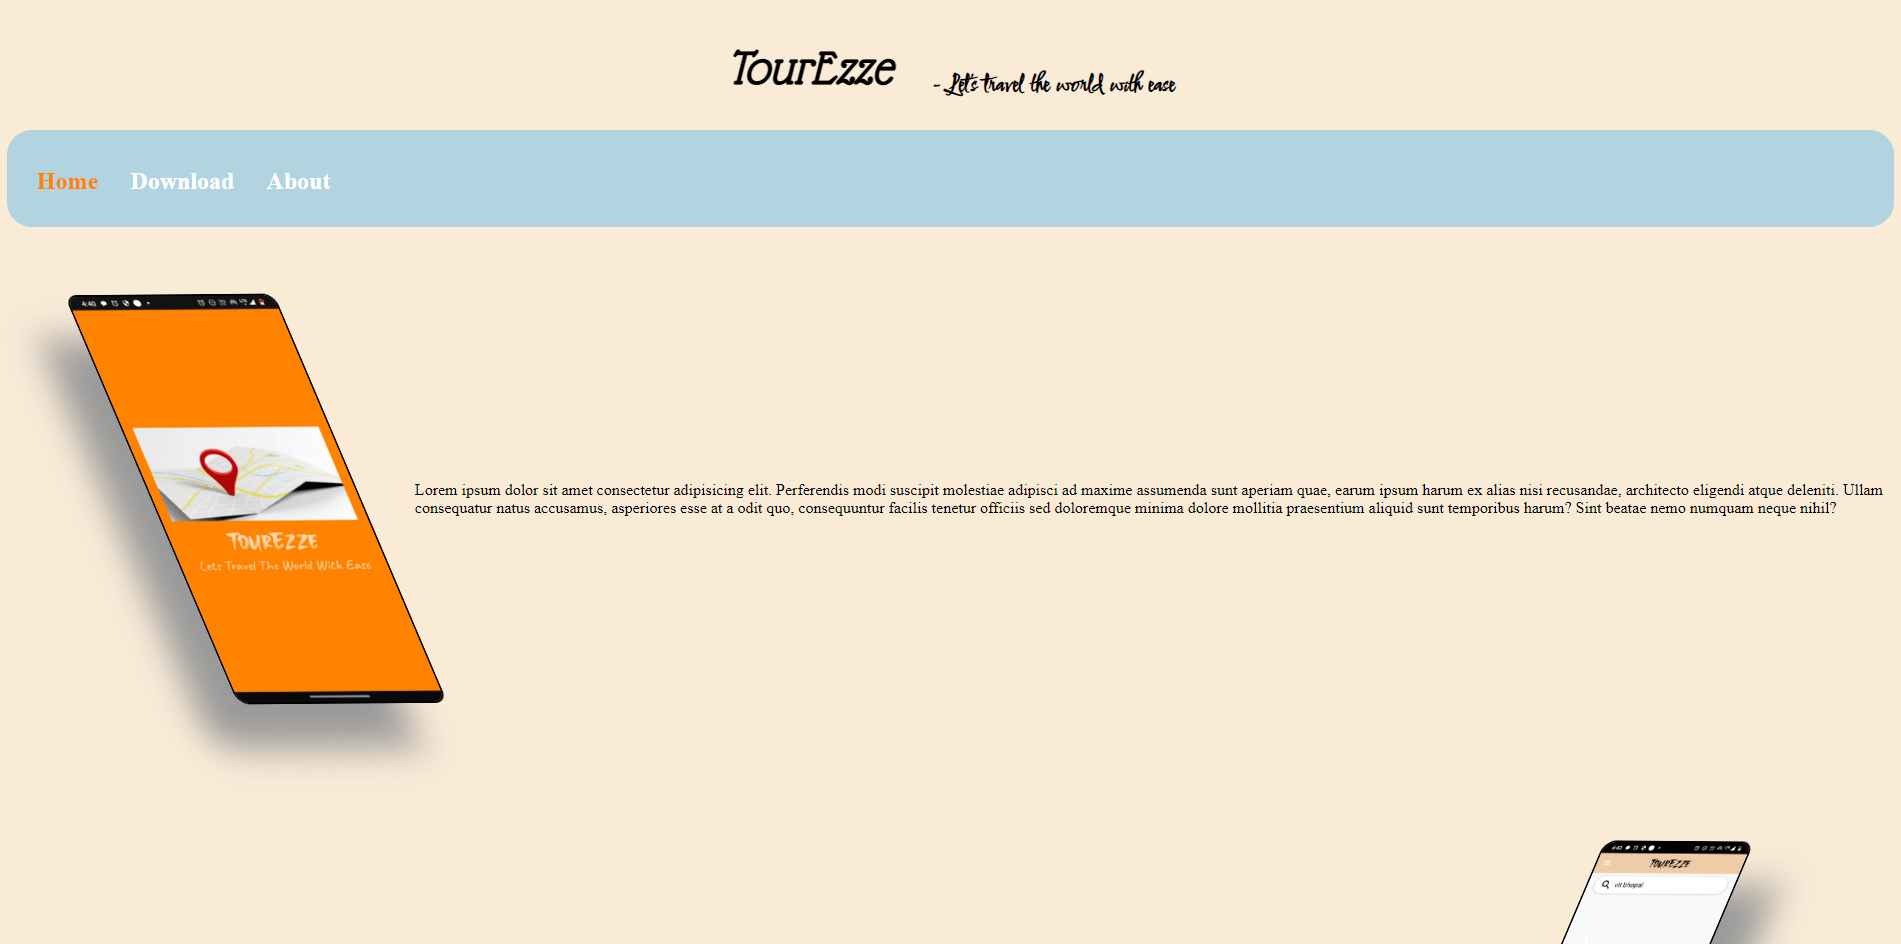 TourEzze
- Let's travel the world with ease
Home Download About
4:40
TOUREZZE
Lets Travel The World With Ease
Lorem ipsum dolor sit amet consectetur adipisicing elit. Perferendis modi suscipit molestiae adipisci ad maxime assumenda sunt aperiam quae, earum ipsum harum ex alias nisi recusandae, architecto eligendi atque deleniti. Ullam
consequatur natus accusamus, asperiores esse at a odit quo, consequuntur facilis tenetur officiis sed doloremque minima dolore mollitia praesentium aliquid sunt temporibus harum? Sint beatae nemo numquam neque nihil?
4:43
TOUREZZE
vit bhopal